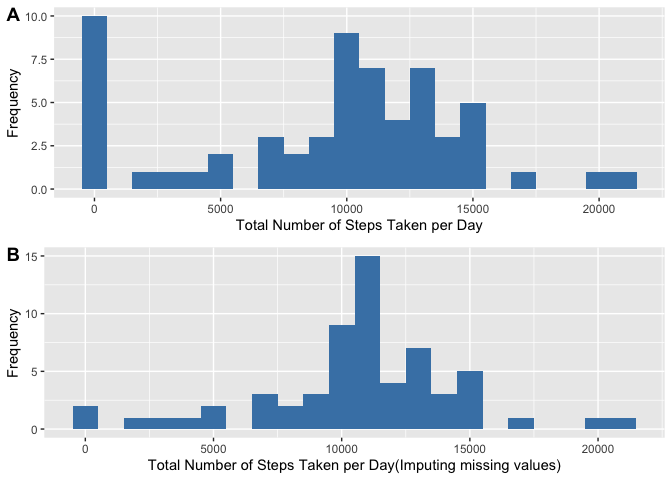 A
10.0
7.5
5.0
2.5
0.0
Frequency
0 5000 10000 15000 20000
Total Number of Steps Taken per Day
B
15
10
5
0
Frequency
0 5000 10000 15000 20000
Total Number of Steps Taken per Day(Imputing missing values)